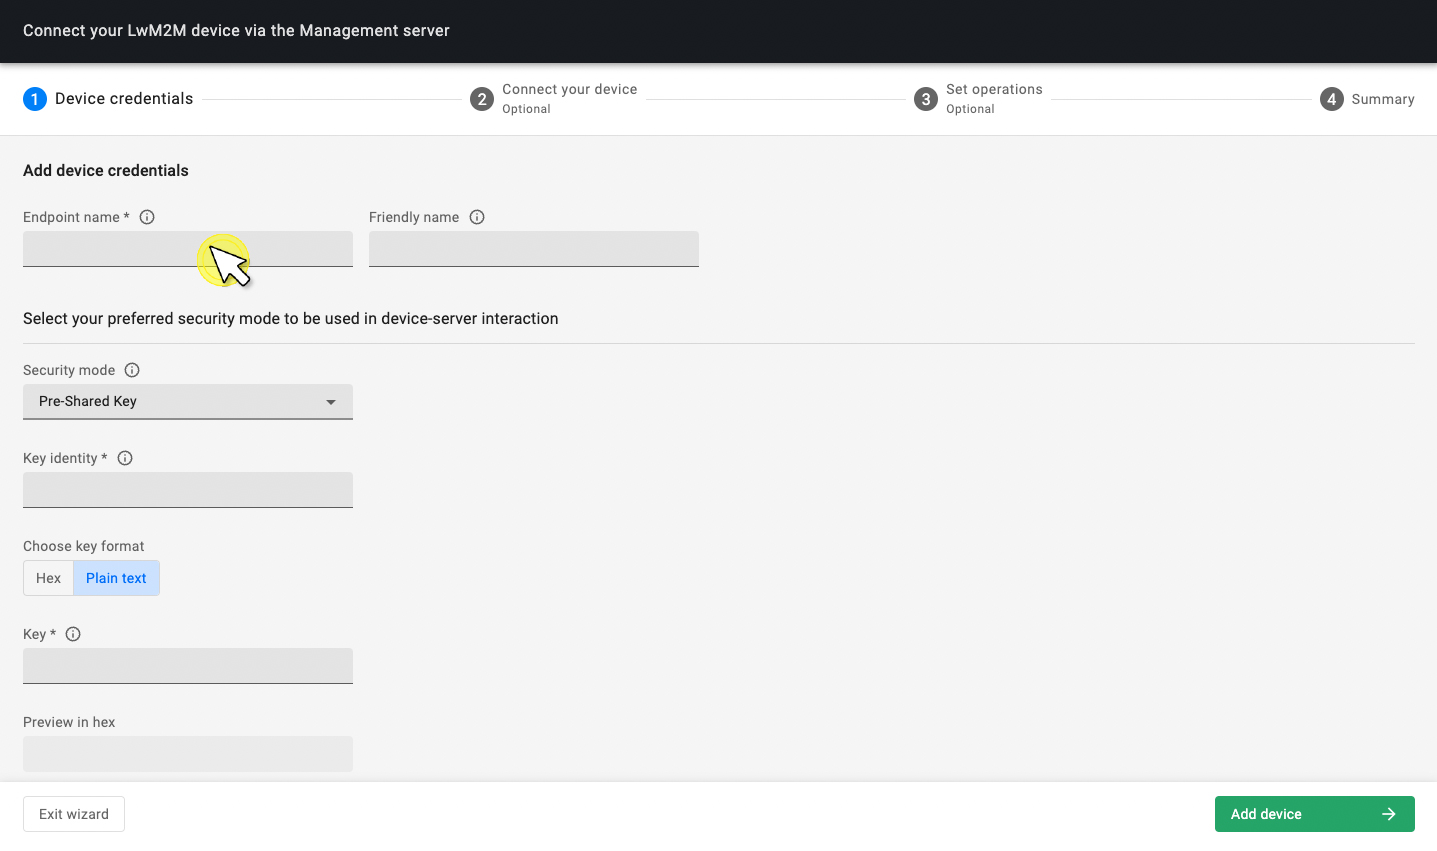 Connect your LwM2M device via the Management server
1 Device credentials
2 Connect your device
Optional
3 Set operations
Optional
4 Summary
Add device credentials
Endpoint name *
Friendly name
Select your preferred security mode to be used in device-server interaction
Security mode
Pre-Shared Key
Key identity *
Choose key format
Hex
Plain text
Key *
Preview in hex
Exit wizard
Add device